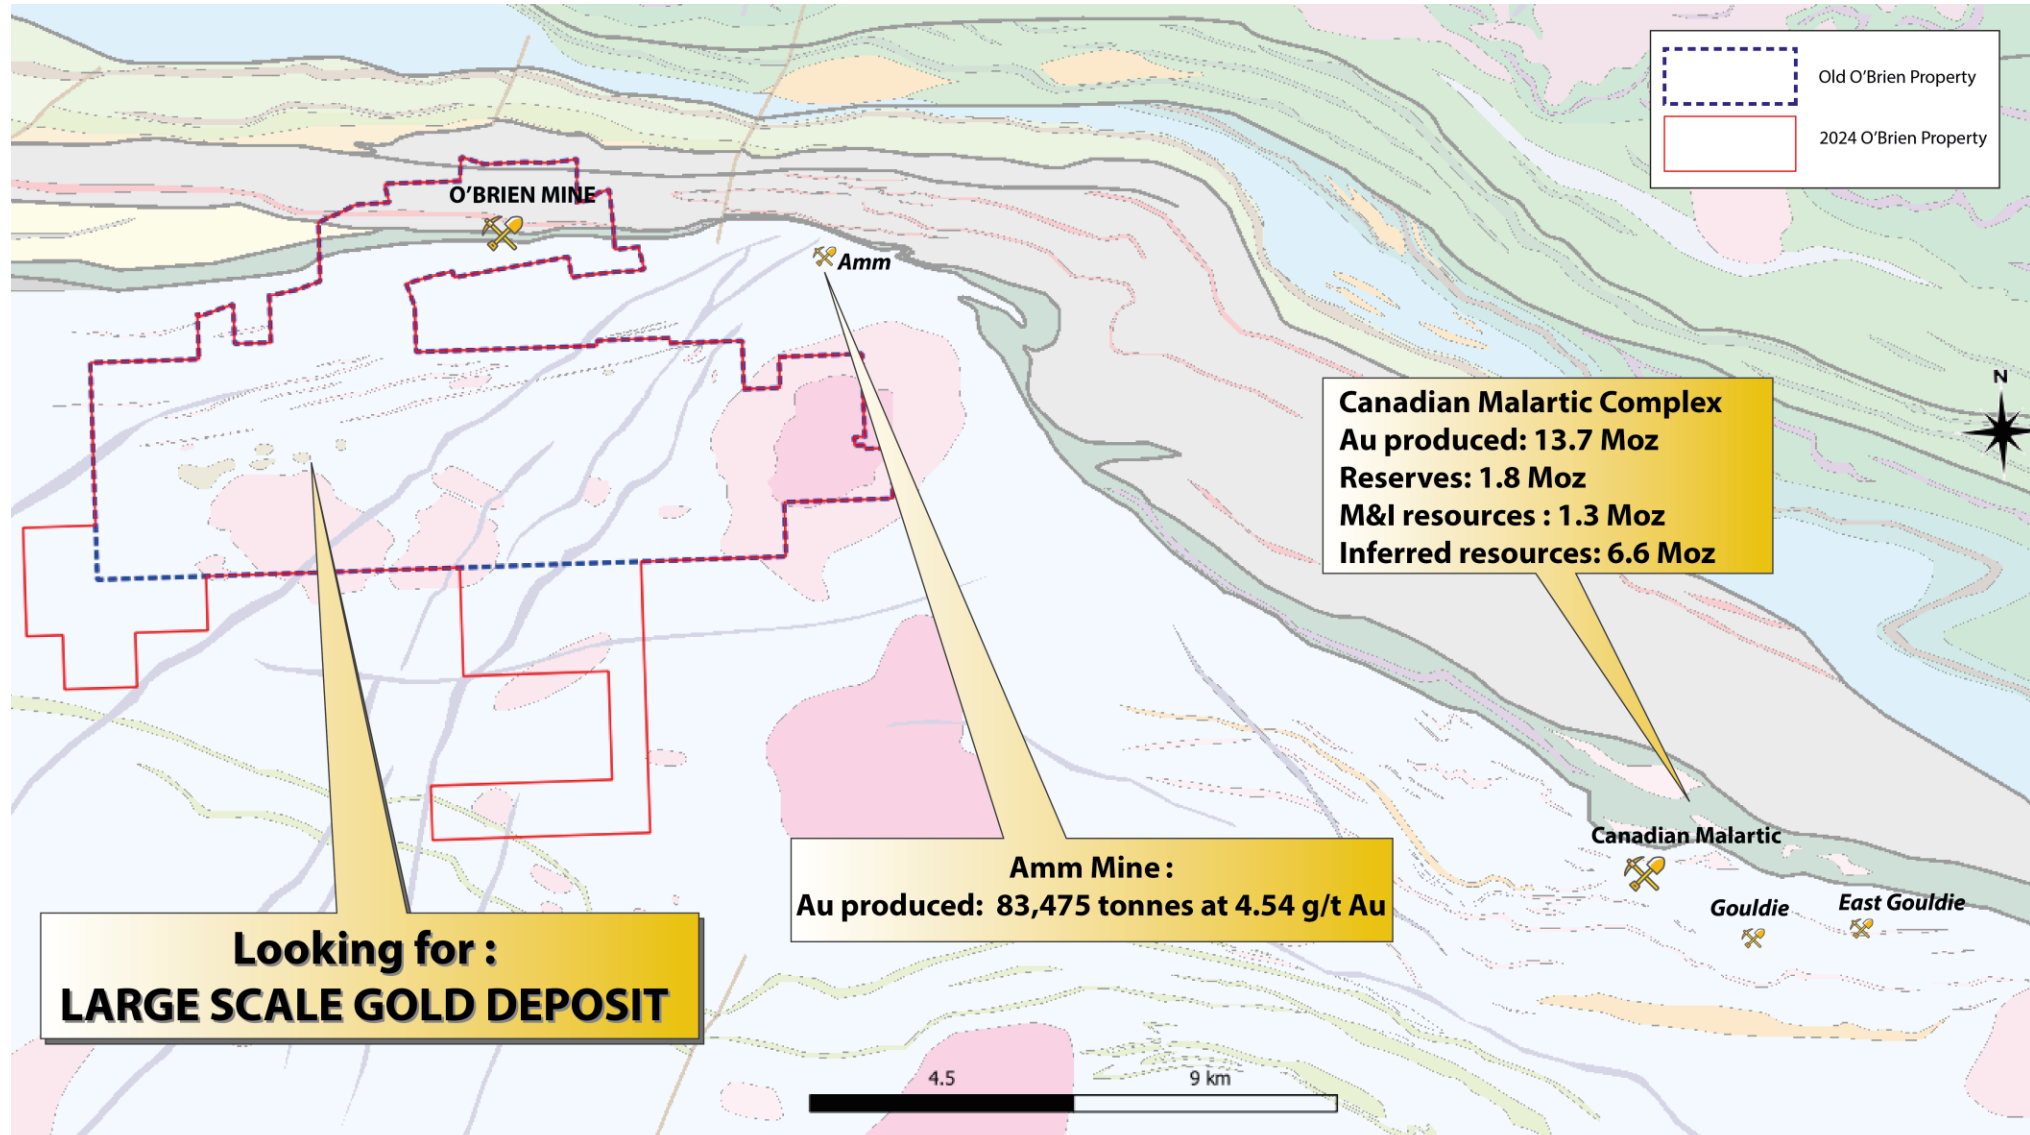 Old O'Brien Property
2024 O'Brien Property
O'BRIEN MINE
Amm
N
Canadian Malartic Complex
Au produced: 13.7 Moz
Reserves: 1.8 Moz
M&I resources : 1.3 Moz
Inferred resources: 6.6 Moz
Canadian Malartic
Gouldie
East Gouldie
Amm Mine :
Au produced: 83,475 tonnes at 4.54 g/t Au
Looking for :
LARGE SCALE GOLD DEPOSIT
4.5
9 km